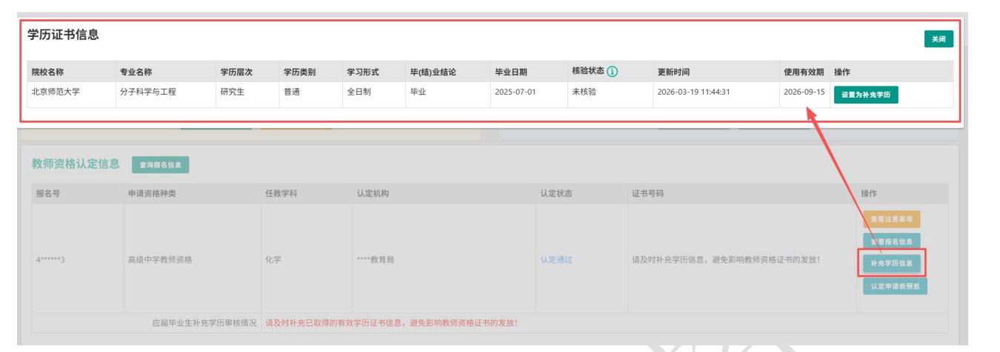 学历证书信息
关闭
院校名称 专业名称 学历层次 学历类别 学习形式 毕(结)业结论 毕业日期 核验状态 更新时间 使用有效期 操作
北京师范大学 分子科学与工程 研究生 普通 全日制 毕业 2025-07-01 未核验 2026-03-19 11:44:31 2026-09-15 设置为补充学历
教师资格认定信息 查询报名信息
报名号 申请资格种类 任教学科 认定机构 认定状态 证书号码 操作
查看注意事项
查看报名信息
4******3 高级中学教师资格 化学 ****教育局 认定通过 请及时补充学历信息，避免影响教师资格证书的发放！ 补充学历信息
认定申请表预览
应届毕业生补充学历审核情况 请及时补充已取得的有效学历证书信息，避免影响教师资格证书的发放！